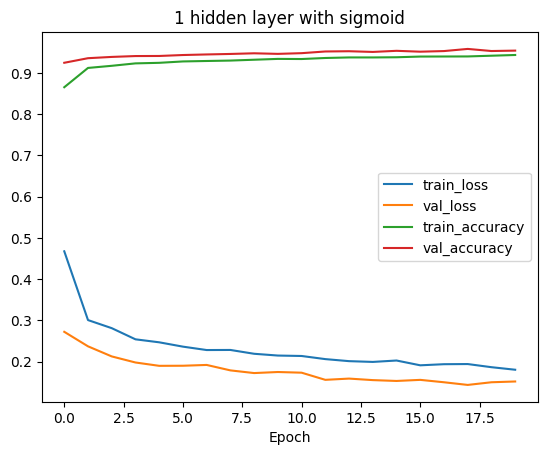 1 hidden layer with sigmoid
0.9
0.8
0.7
0.6
0.5
0.4
0.3
0.2
train_loss
val_loss
train_accuracy
val_accuracy
0.0 2.5 5.0 7.5 10.0 12.5 15.0 17.5
Epoch